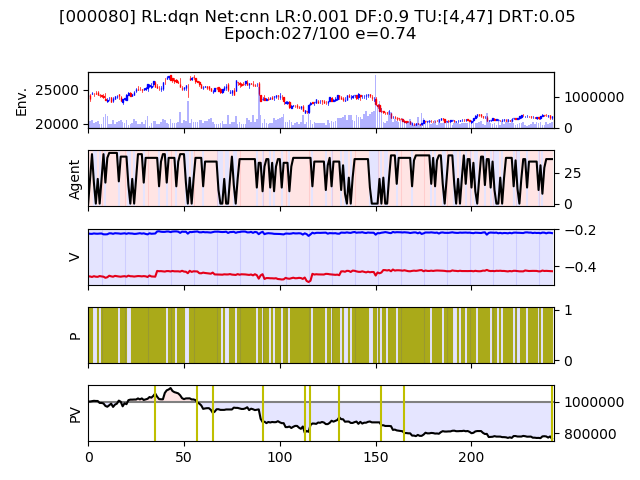 [000080] RL:dqn Net:cnn LR:0.001 DF:0.9 TU:[4,47] DRT:0.05
Epoch:027/100 e=0.74
Env.
25000
20000
1000000
0
Agent
25
0
V
−0.2
−0.4
P
1
0
PV
1000000
800000
0
50
100
150
200